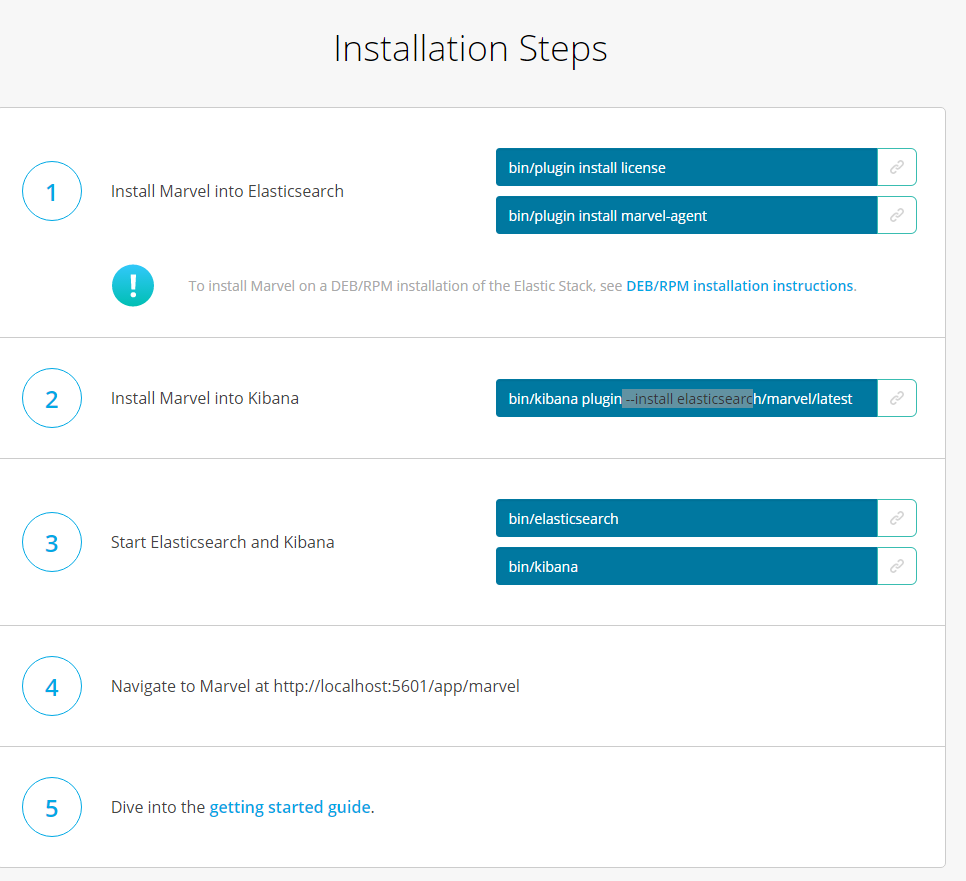 Installation Steps
1
Install Marvel into Elasticsearch
bin/plugin install license
bin/plugin install marvel-agent
!
To install Marvel on a DEB/RPM installation of the Elastic Stack, see DEB/RPM installation instructions.
2
Install Marvel into Kibana
bin/kibana plugin --install elasticsearch/marvel/latest
3
Start Elasticsearch and Kibana
bin/elasticsearch
bin/kibana
4
Navigate to Marvel at http://localhost:5601/app/marvel
5
Dive into the getting started guide.